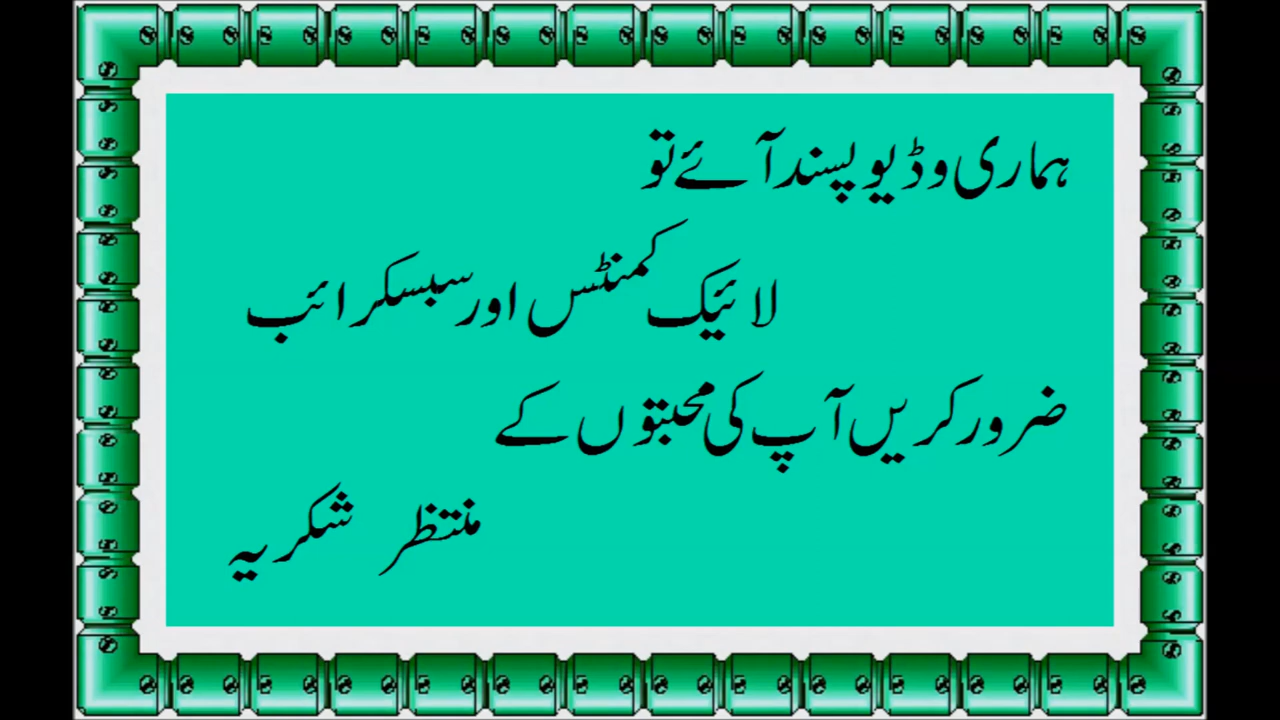 ہماری وڈیو پسند آئے تو
لائیک کمنٹس اور سبسکرائب
ضرور کریں آپ کی محبتوں کے
منتظر شکریہ